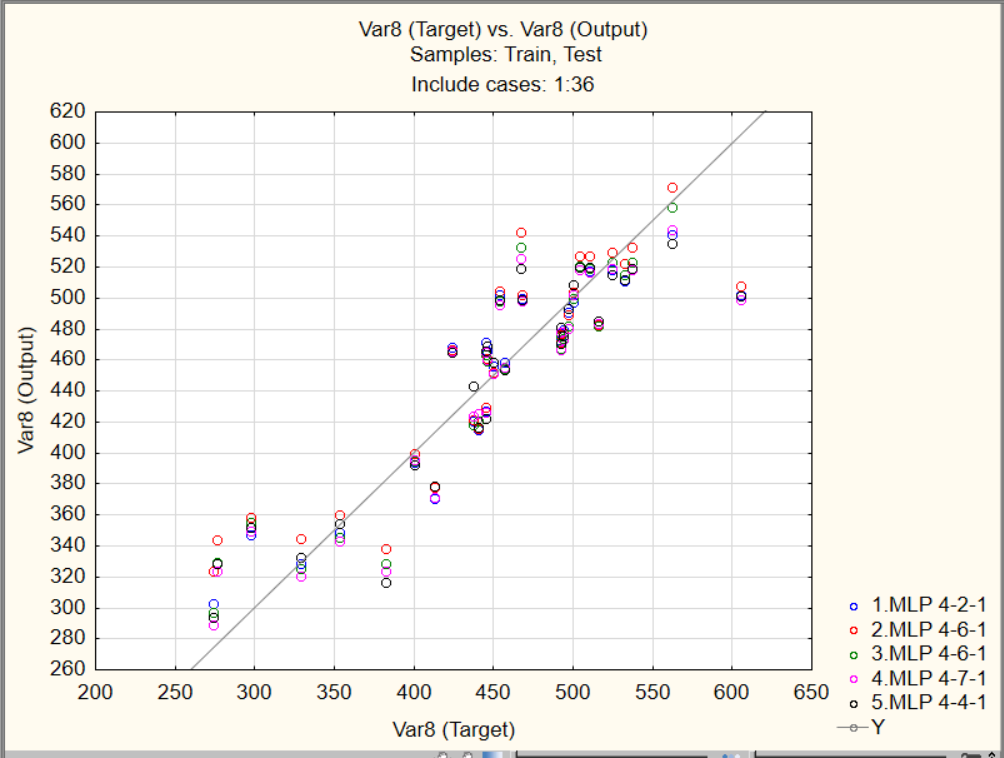 Var8 (Target) vs. Var8 (Output)
Samples: Train, Test
Include cases: 1:36
620
600
580
560
540
520
500
480
460
440
420
400
380
360
340
320
300
280
260
Var8 (Output)
200 250 300 350 400 450 500 550 600 650
Var8 (Target)
1.MLP 4-2-1
2.MLP 4-6-1
3.MLP 4-6-1
4.MLP 4-7-1
5.MLP 4-4-1
Y